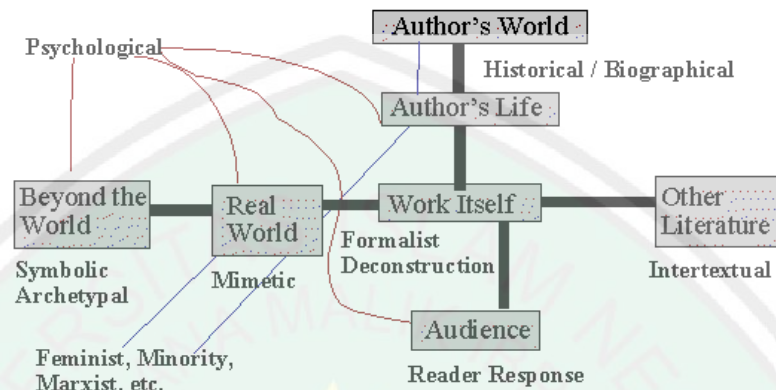 Author's World
Psychological
Historical / Biographical
Author's Life
Beyond the
World
Real
World
Work Itself
Other
Literature
Symbolic
Archetypal
Mimetic
Formalist
Deconstruction
Intertextual
Audience
Feminist, Minority,
Marxist, etc.
Reader Response